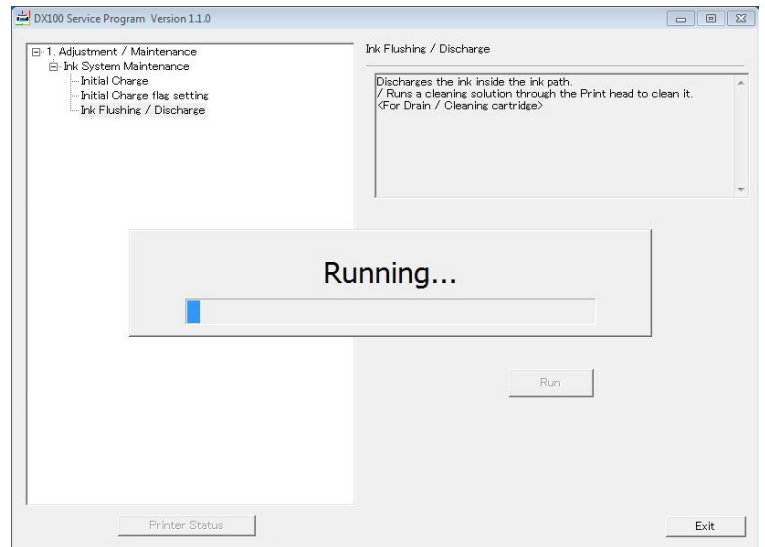 DX100 Service Program Version 1.1.0
1. Adjustment / Maintenance
Ink System Maintenance
Initial Charge
Initial Charge flag setting
Ink Flushing / Discharge
Ink Flushing / Discharge
Discharges the ink inside the ink path.
/ Runs a cleaning solution through the Print head to clean it.
<For Drain / Cleaning cartridge>
Running...
Run
Printer Status
Exit